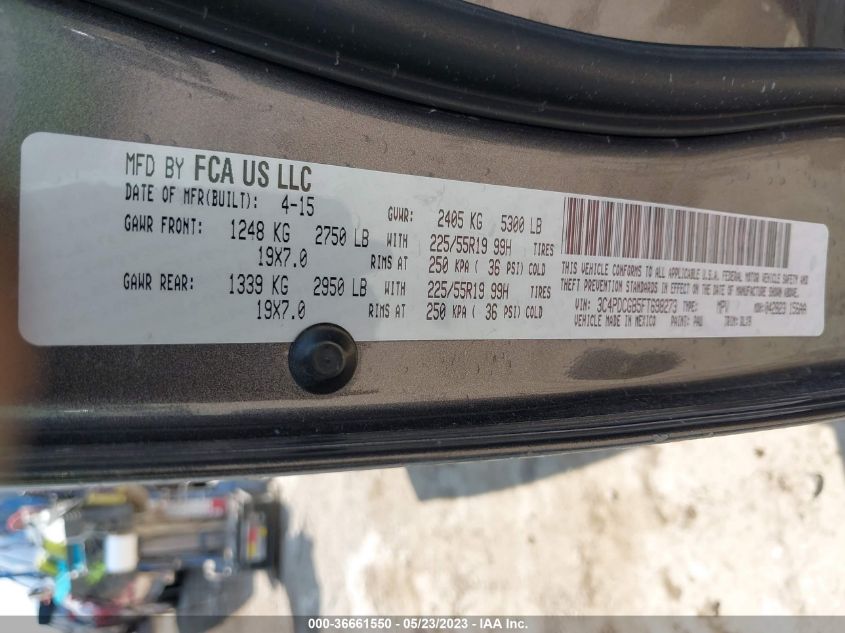 MFD BY FCA US LLC
DATE OF MFR(BUILT): 4-15
GVWR: 2405 KG 5300 LB
GAWR FRONT: 1248 KG 2750 LB WITH 225/55R19 99H TIRES
19X7.0 RIMS AT 250 KPA ( 36 PSI) COLD
GAWR REAR: 1339 KG 2950 LB WITH 225/55R19 99H TIRES
19X7.0 RIMS AT 250 KPA ( 36 PSI) COLD
THIS VEHICLE CONFORMS TO ALL APPLICABLE U.S.A. FEDERAL MOTOR VEHICLE SAFETY AND
THEFT PREVENTION STANDARDS IN EFFECT ON THE DATE OF MANUFACTURE SHOWN ABOVE.
VIN: 3C4PDCGB5FT698273 TYPE: MPV MDH: 042823 156AA
VEHICLE MADE IN MEXICO PAINT: PAU TRIM:
000-36661550 - 05/23/2023 - IAA Inc.